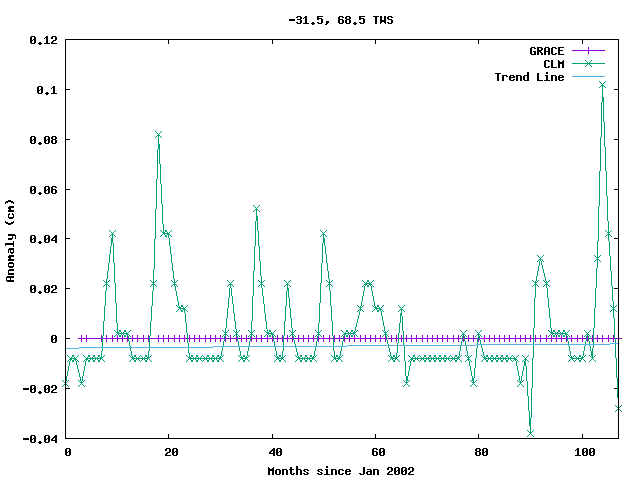 -31.5, 68.5 TWS
0.12
0.1
0.08
0.06
0.04
0.02
0
-0.02
-0.04
GRACE
CLM
Trend Line
Anomaly (cm)
0 20 40 60 80 100
Months since Jan 2002